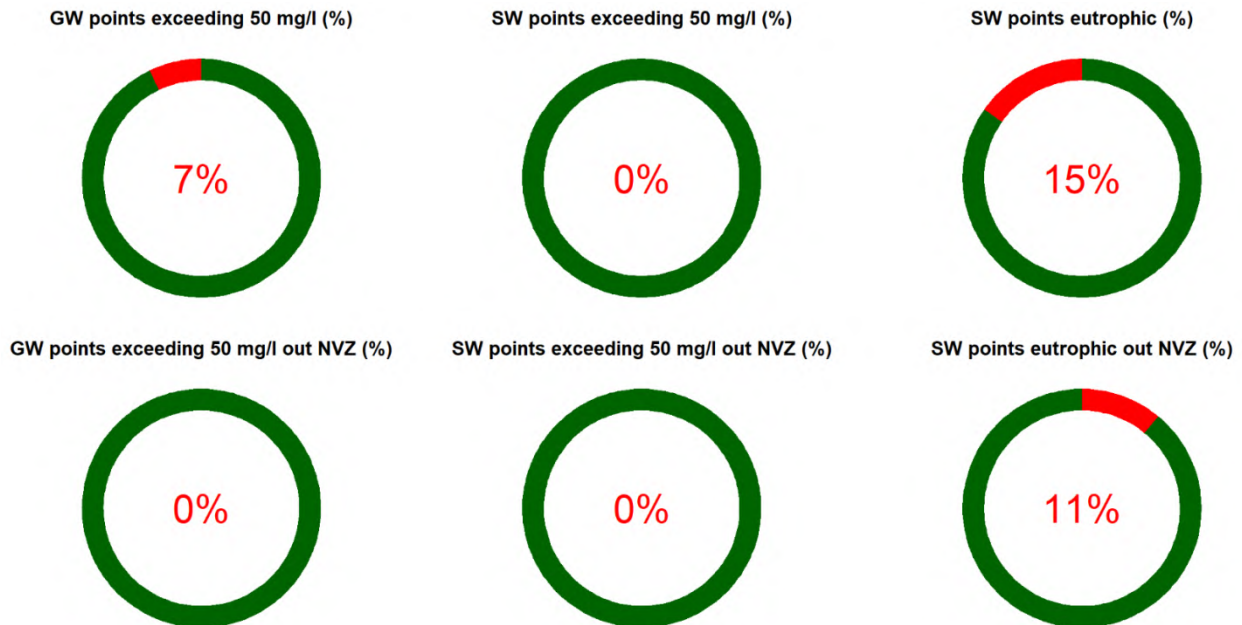 GW points exceeding 50 mg/l (%)
SW points exceeding 50 mg/l (%)
SW points eutrophic (%)
7%
0%
15%
GW points exceeding 50 mg/l out NVZ (%)
SW points exceeding 50 mg/l out NVZ (%)
SW points eutrophic out NVZ (%)
0%
0%
11%